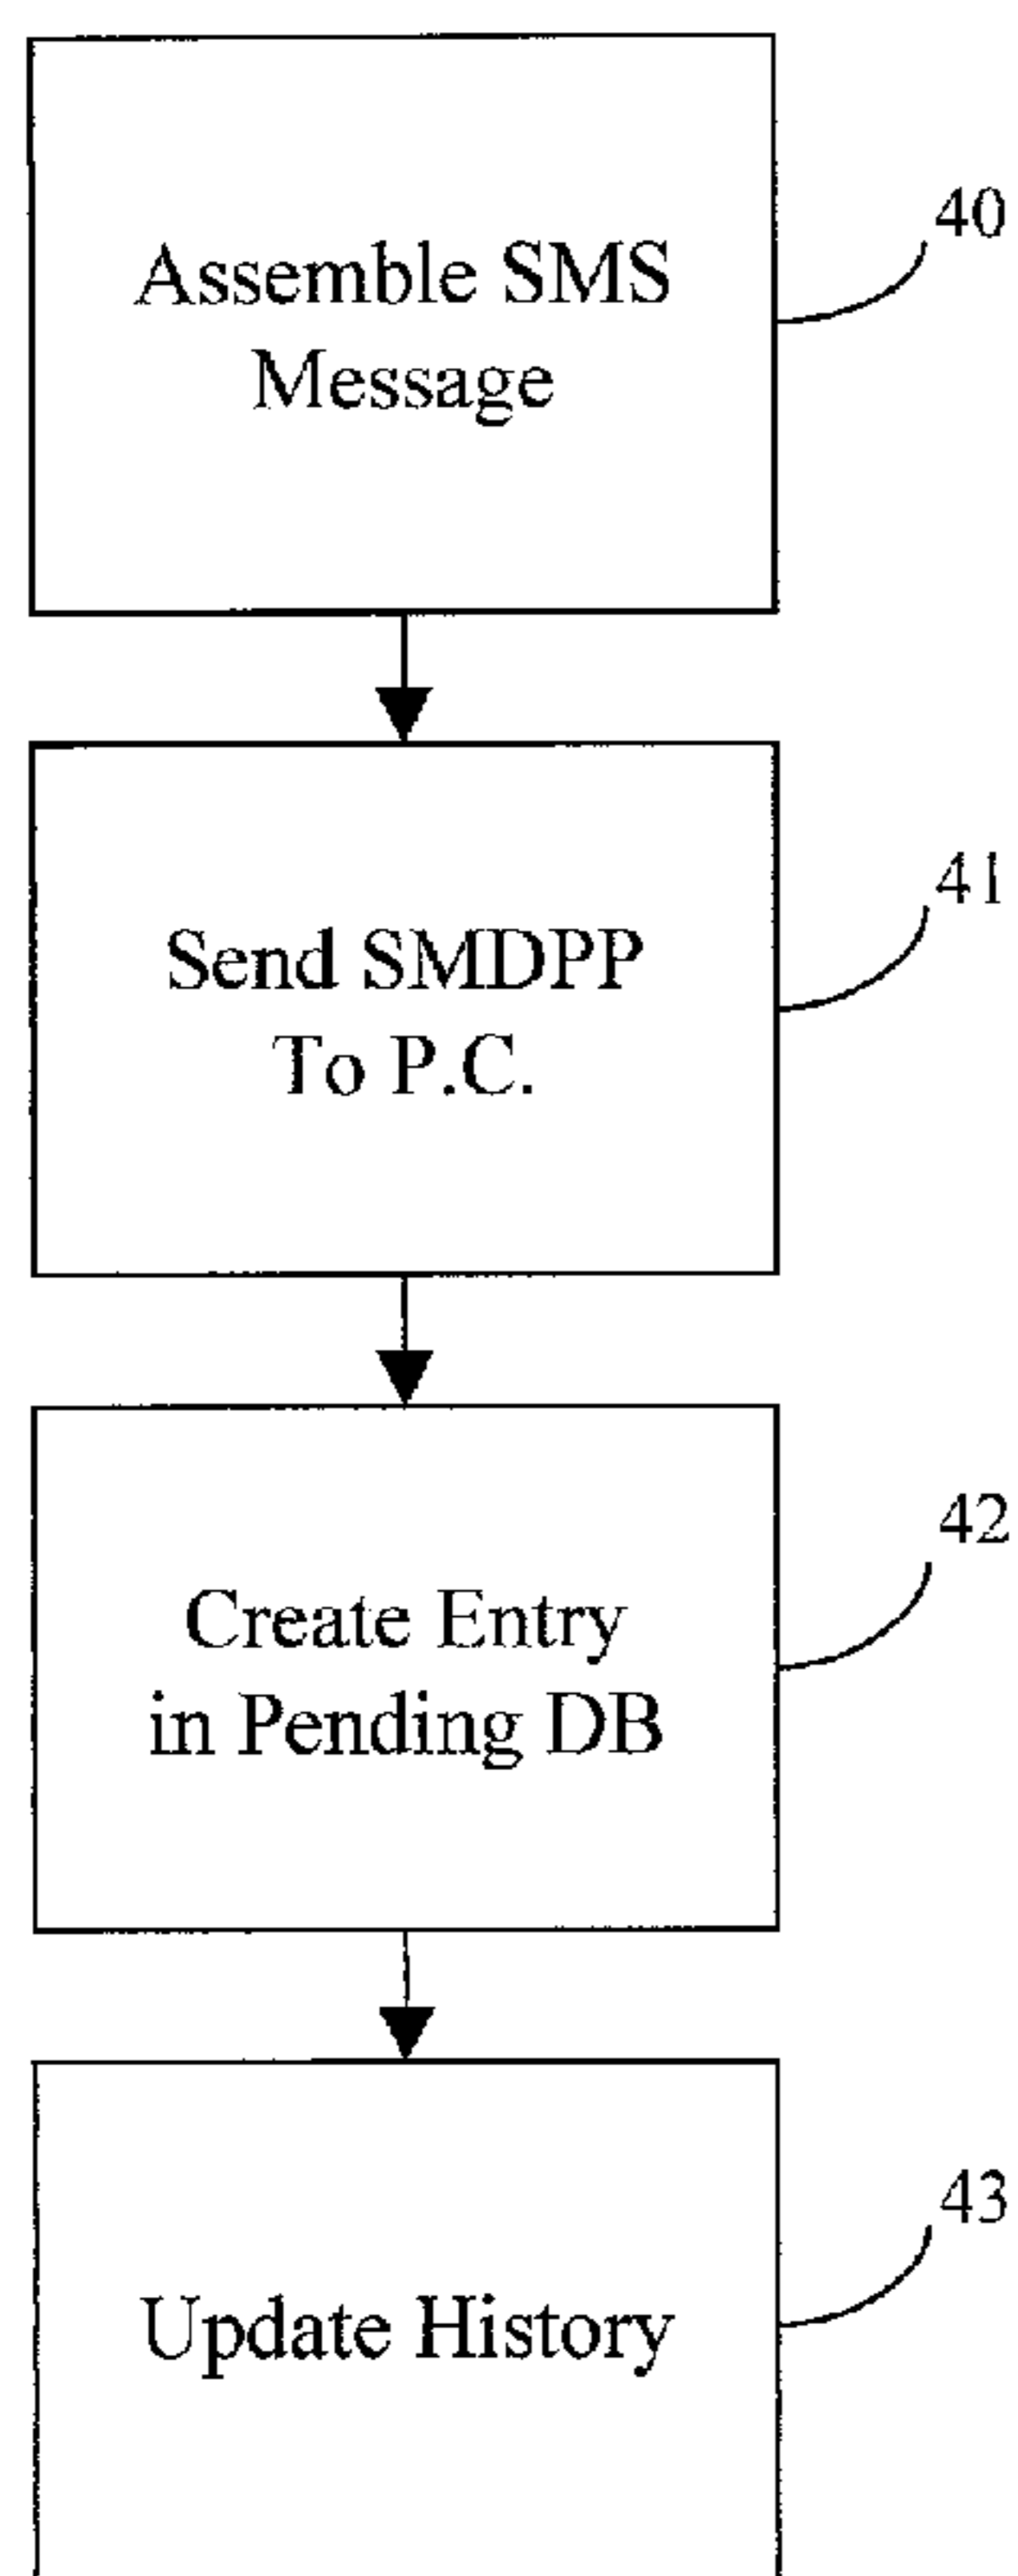 Assemble SMS
Message
40
Send SMDPP
To P.C.
41
Create Entry
in Pending DB
42
Update History
43